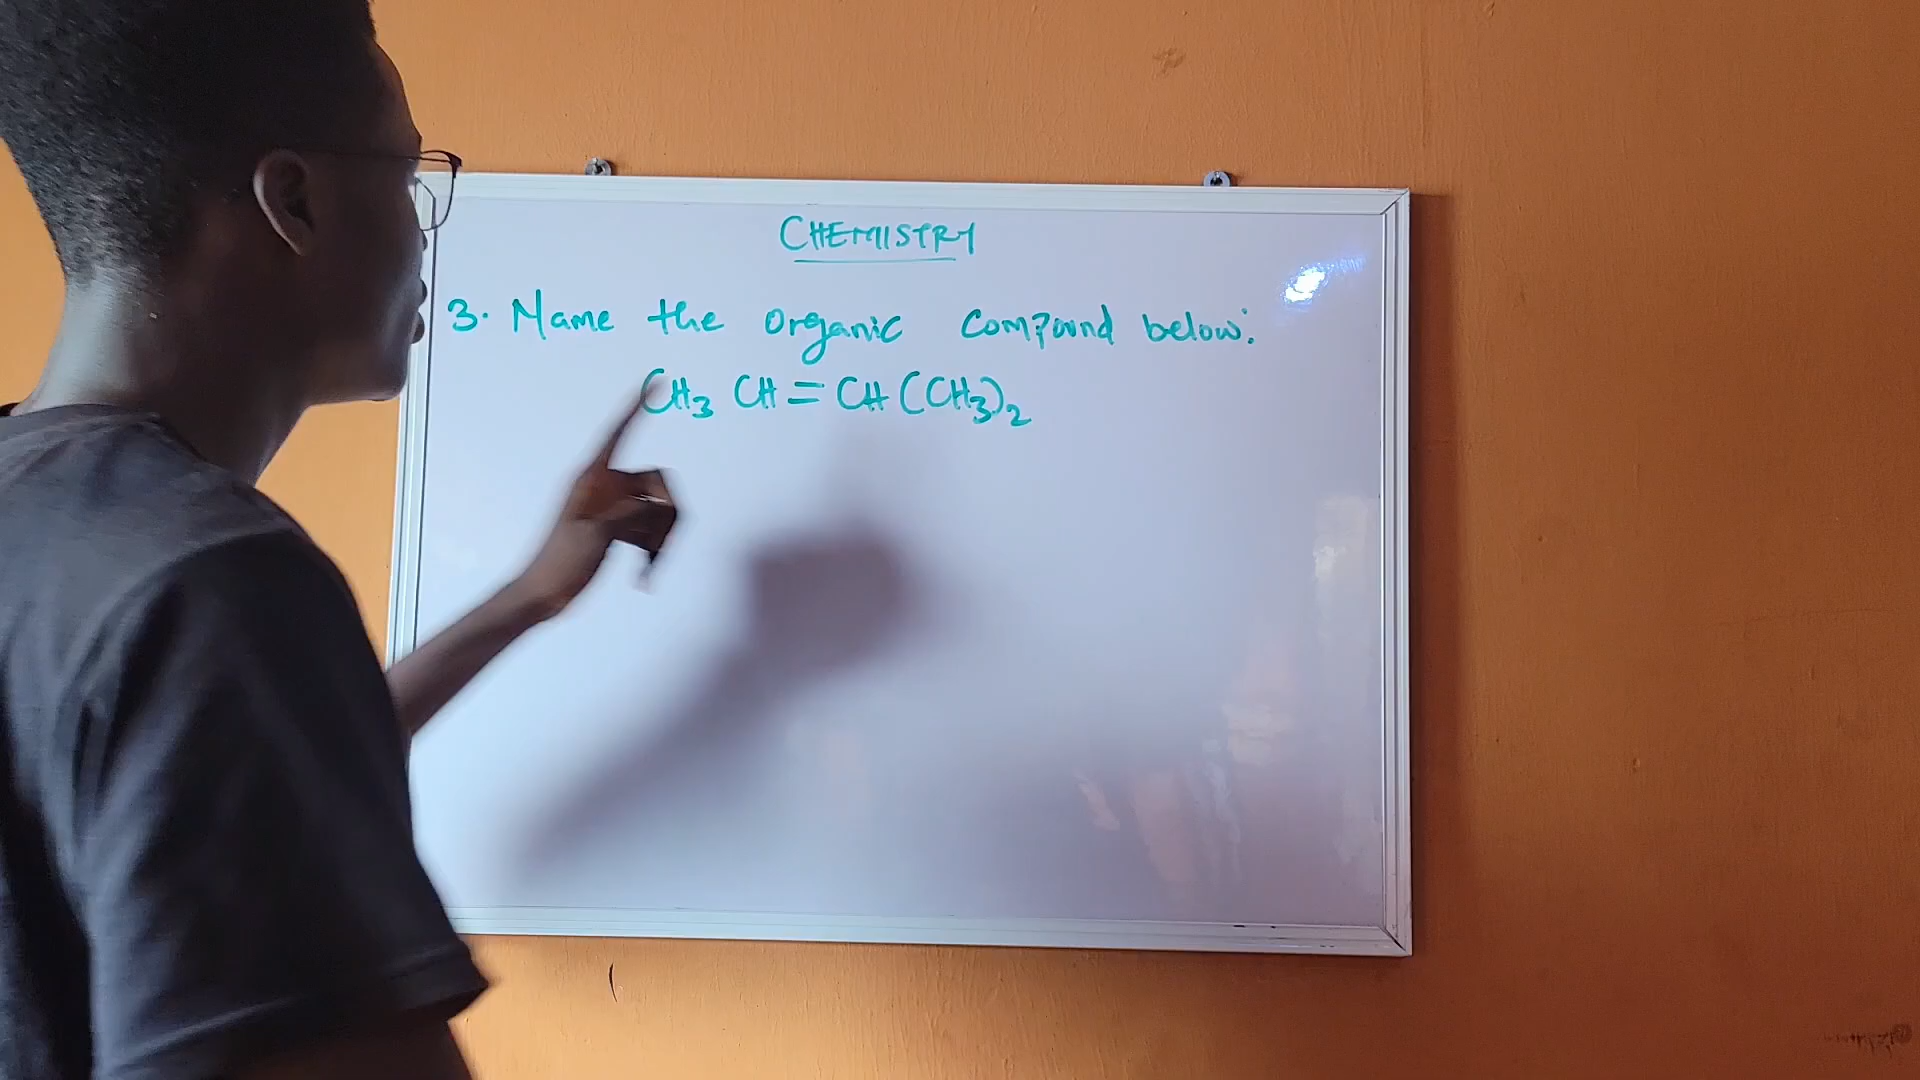 CHEMISTRY
3. Name the organic compound below:
CH₃ CH = CH (CH₃)₂